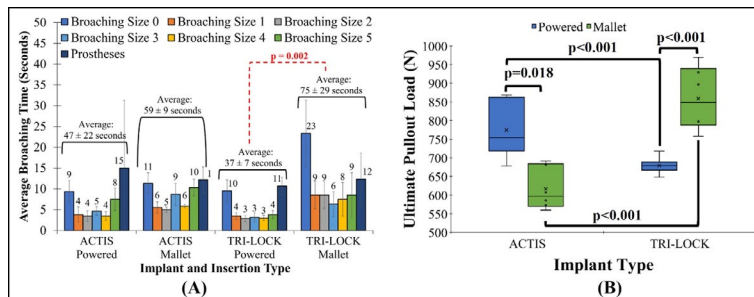 Broaching Size 0 Broaching Size 1 Broaching Size 2
Broaching Size 3 Broaching Size 4 Broaching Size 5
Prostheses
Average Broaching Time (Seconds)
50
45
40
35
30
25
20
15
10
5
0
p = 0.002
Average:
47 ± 22 seconds
Average:
59 ± 9 seconds
Average:
37 ± 7 seconds
Average:
75 ± 29 seconds
9 4 4 5 4 8 15
11 6 5 9 6 10 1
10 4 3 3 3 4 11
23 9 9 6 8 9 12
ACTIS
Powered
ACTIS
Mallet
TRI-LOCK
Powered
TRI-LOCK
Mallet
Implant and Insertion Type
(A)
Powered Mallet
Ultimate Pullout Load (N)
1000
950
900
850
800
750
700
650
600
550
500
p<0.001
p<0.001
p=0.018
p<0.001
ACTIS TRI-LOCK
Implant Type
(B)